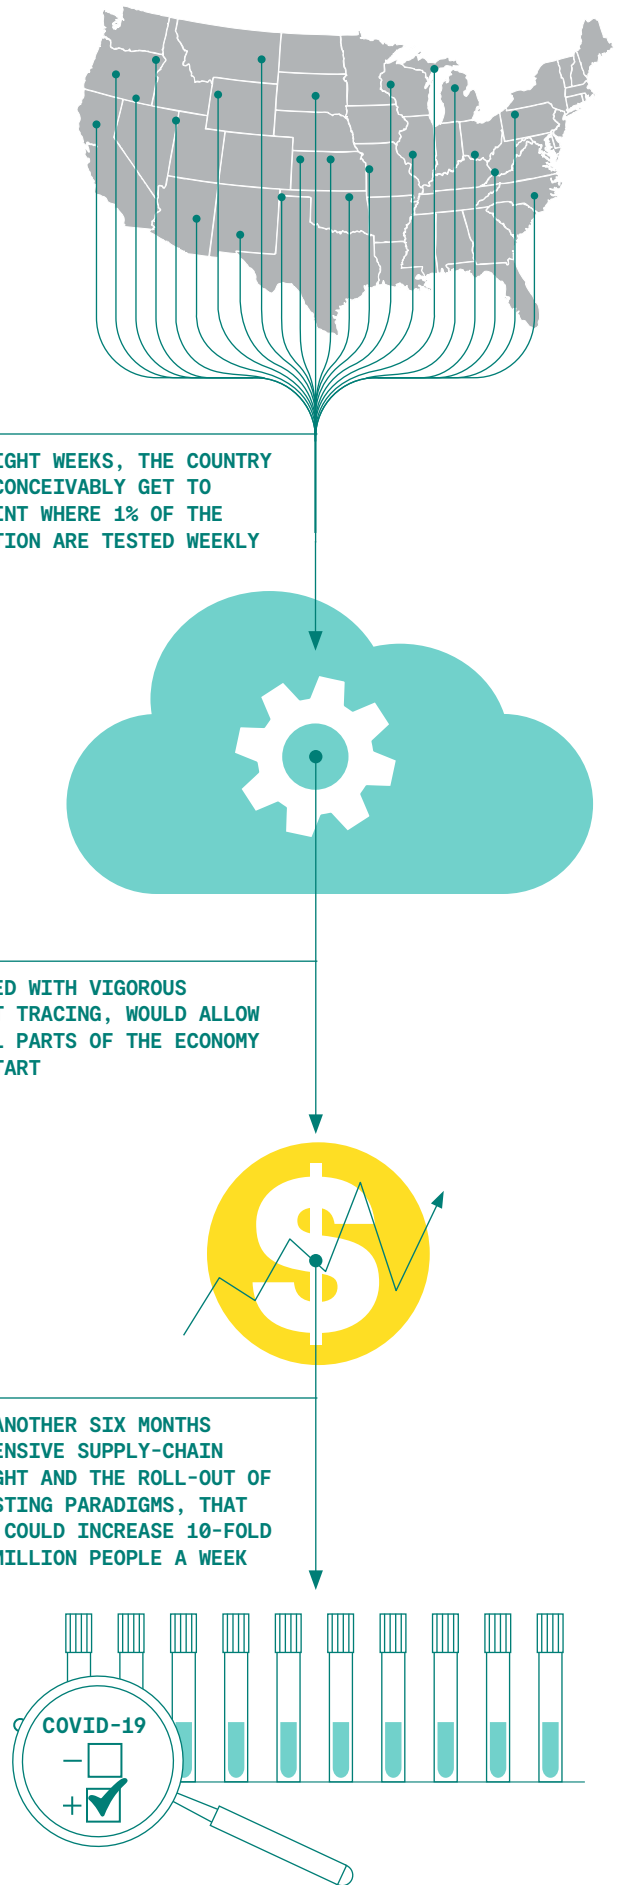 IGHT WEEKS, THE COUNTRY
CONCEIVABLY GET TO
INT WHERE 1% OF THE
TION ARE TESTED WEEKLY
ED WITH VIGOROUS
T TRACING, WOULD ALLOW
L PARTS OF THE ECONOMY
TART
ANOTHER SIX MONTHS
ENSIVE SUPPLY-CHAIN
GHT AND THE ROLL-OUT OF
STING PARADIGMS, THAT
COULD INCREASE 10-FOLD
MILLION PEOPLE A WEEK
COVID-19
−
+